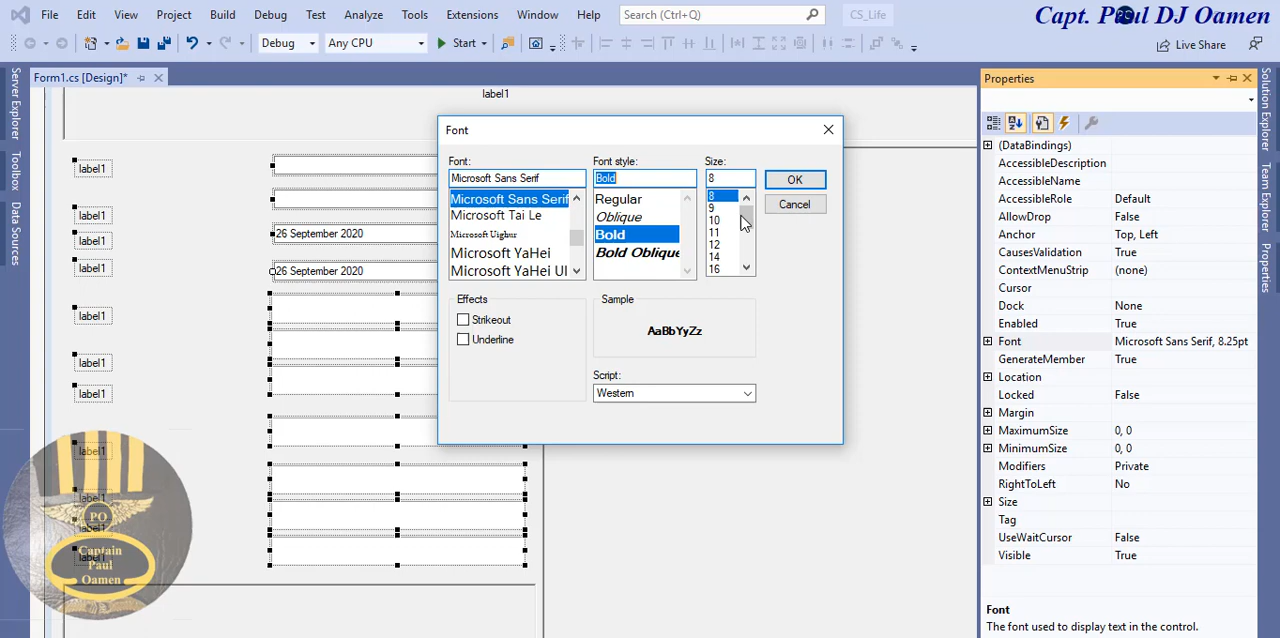 File Edit View Project Build Debug Test Analyze Tools Extensions Window Help Search (Ctrl+Q) CS_Life
Capt. Paul DJ Oamen
Debug Any CPU Start Live Share
Form1.cs [Design]*
Server Explorer
Toolbox
Data Sources
label1
label1
label1
label1
26 September 2020
label1
26 September 2020
label1
label1
label1
label1
label1
label1
label1
PO
Captain
Paul
Oamen
Font
Font: Font style: Size:
Microsoft Sans Serif Bold 8
Microsoft Sans Serif Regular 8
Microsoft Tai Le Oblique 9
Microsoft Uighur Bold 10
Microsoft YaHei Bold Oblique 11
Microsoft YaHei UI 12
14
16
OK
Cancel
Effects
Strikeout
Underline
Sample
AaBbYyZz
Script:
Western
Properties
(DataBindings)
AccessibleDescription
AccessibleName
AccessibleRole Default
AllowDrop False
Anchor Top, Left
CausesValidation True
ContextMenuStrip (none)
Cursor
Dock None
Enabled True
Font Microsoft Sans Serif, 8.25pt
GenerateMember True
Location
Locked False
Margin
MaximumSize 0, 0
MinimumSize 0, 0
Modifiers Private
RightToLeft No
Size
Tag
UseWaitCursor False
Visible True
Font
The font used to display text in the control.
Solution Explorer
Team Explorer
Properties